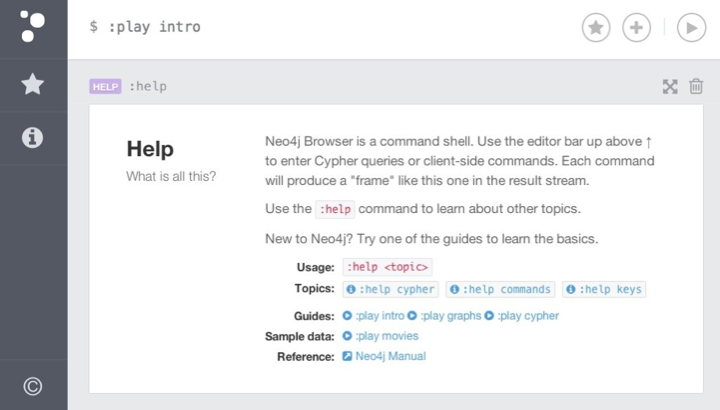 $ :play intro
HELP :help
Help
What is all this?
Neo4j Browser is a command shell. Use the editor bar up above ↑
to enter Cypher queries or client-side commands. Each command
will produce a "frame" like this one in the result stream.
Use the :help command to learn about other topics.
New to Neo4j? Try one of the guides to learn the basics.
Usage: :help <topic>
Topics: :help cypher :help commands :help keys
Guides: :play intro :play graphs :play cypher
Sample data: :play movies
Reference: Neo4j Manual
©